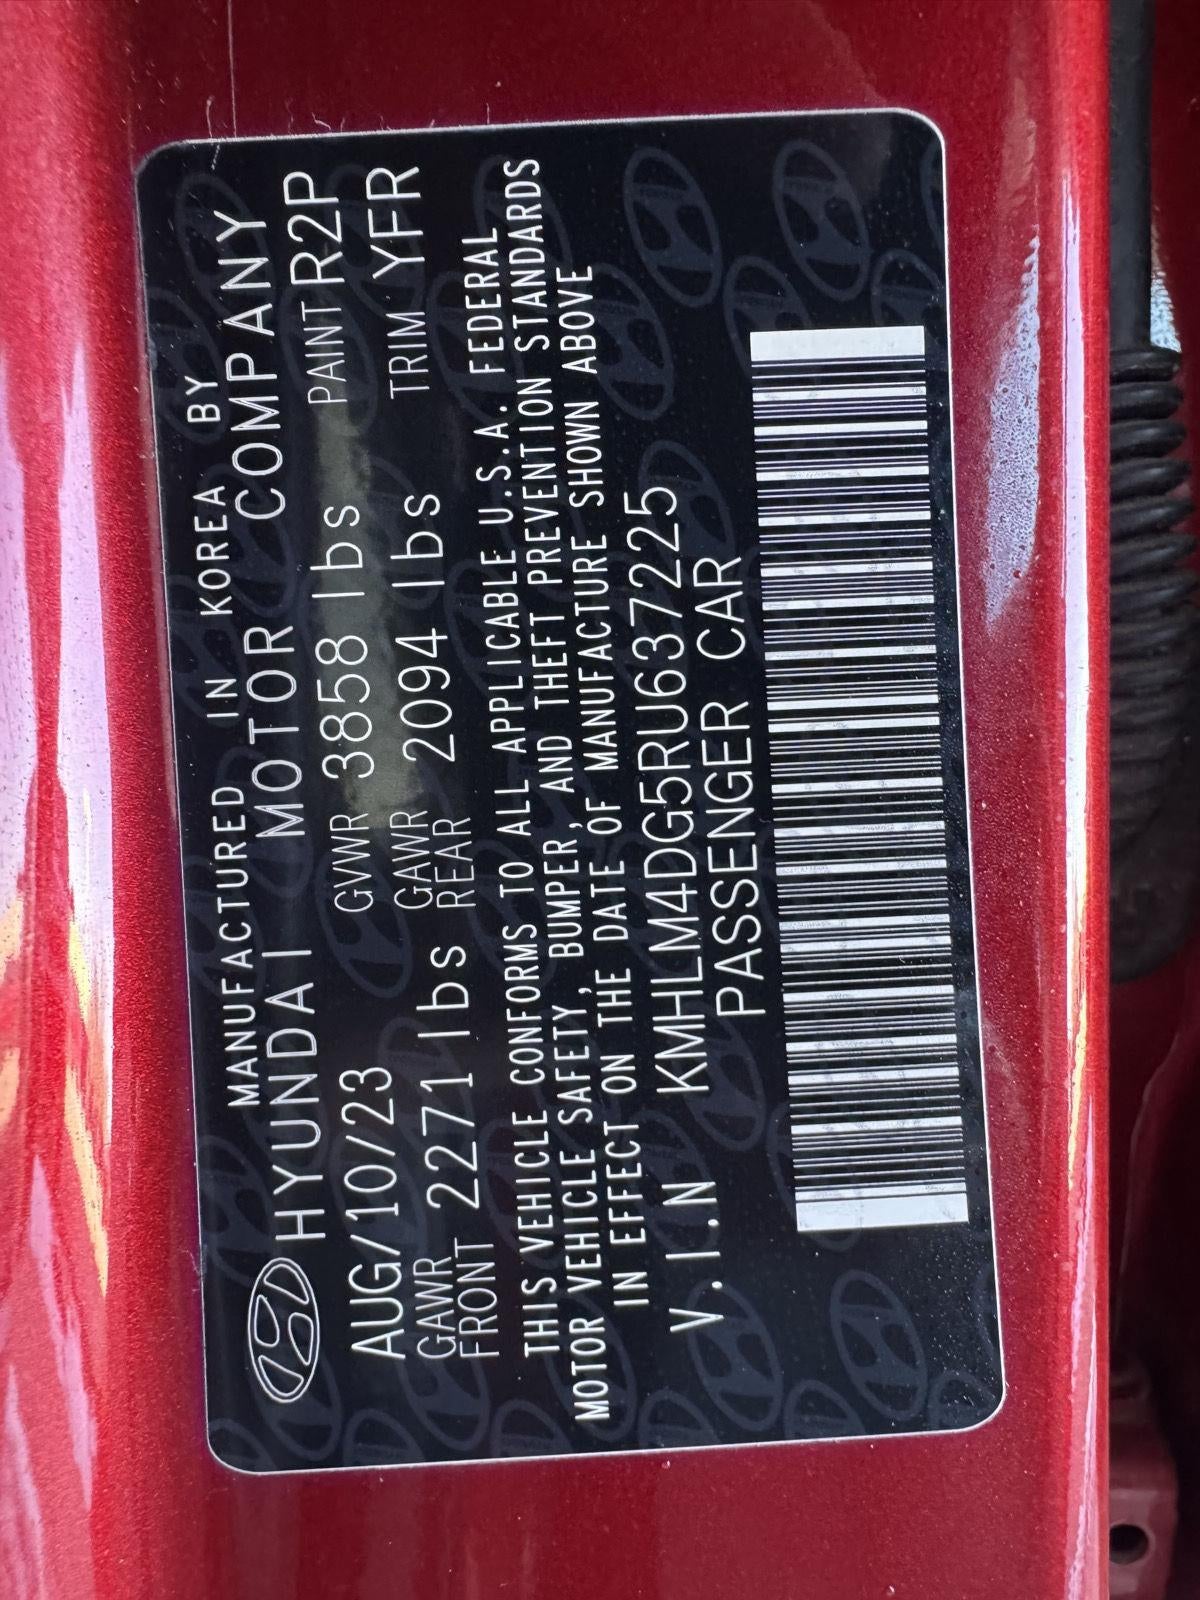 MANUFACTURED IN KOREA BY
HYUNDAI MOTOR COMPANY
AUG/10/23 GVWR 3858 lbs PAINT R2P
GAWR FRONT 2271 lbs GAWR REAR 2094 lbs TRIM YFR
THIS VEHICLE CONFORMS TO ALL APPLICABLE U.S.A. FEDERAL
MOTOR VEHICLE SAFETY, BUMPER, AND THEFT PREVENTION STANDARDS
IN EFFECT ON THE DATE OF MANUFACTURE SHOWN ABOVE
V.I.N KMHLM4DG5RU637225
PASSENGER CAR